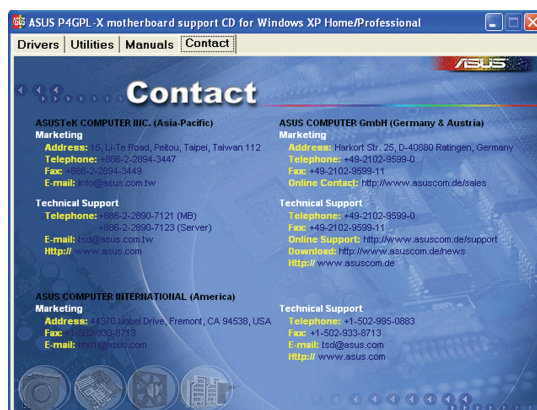 ASUS P4GPL-X motherboard support CD for Windows XP Home/Professional
Drivers Utilities Manuals Contact
ASUS
Contact
ASUSTeK COMPUTER INC. (Asia-Pacific)
Marketing
Address: 15, Li-Te Road, Peitou, Taipei, Taiwan 112
Telephone: +886-2-2894-3447
Fax: +886-2-2894-3449
E-mail: info@asus.com.tw
Technical Support
Telephone: +886-2-2890-7121 (MB)
+886-2-2890-7123 (Server)
E-mail: tsd@asus.com.tw
Http:// www.asus.com
ASUS COMPUTER GmbH (Germany & Austria)
Marketing
Address: Harkort Str. 25, D-40880 Ratingen, Germany
Telephone: +49-2102-9599-0
Fax: +49-2102-9599-11
Online Contact: http://www.asuscom.de/sales
Technical Support
Telephone: +49-2102-9599-0
Fax: +49-2102-9599-11
Online Support: http://www.asuscom.de/support
Download: http://www.asuscom.de/news
Http:// www.asuscom.de
ASUS COMPUTER INTERNATIONAL (America)
Marketing
Address: 44370 Nobel Drive, Fremont, CA 94538, USA
Fax: +1-502-933-8713
E-mail: tmd1@asus.com
Technical Support
Telephone: +1-502-995-0883
Fax: +1-502-933-8713
E-mail: tsd@asus.com
Http:// www.asus.com